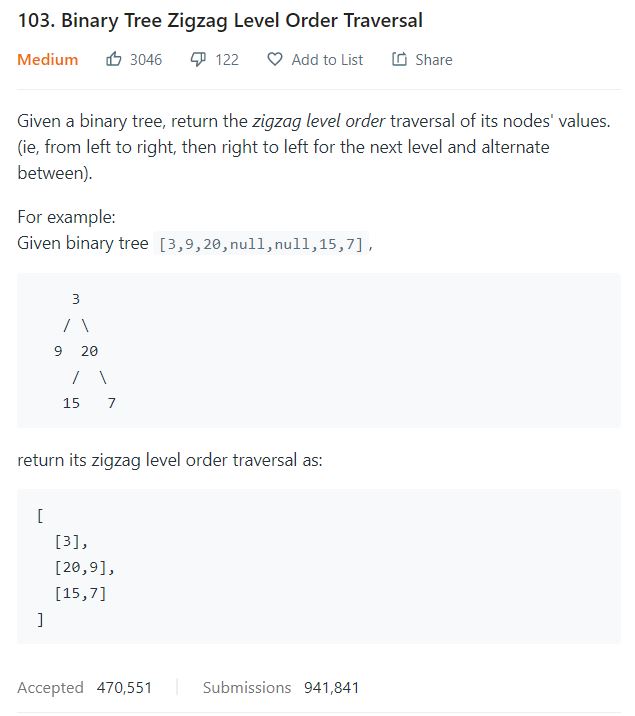 103. Binary Tree Zigzag Level Order Traversal
Medium 3046 122 Add to List Share
Given a binary tree, return the zigzag level order traversal of its nodes' values.
(ie, from left to right, then right to left for the next level and alternate
between).
For example:
Given binary tree [3,9,20,null,null,15,7],
3
/ \
9 20
/ \
15 7
return its zigzag level order traversal as:
[
[3],
[20,9],
[15,7]
]
Accepted 470,551 Submissions 941,841